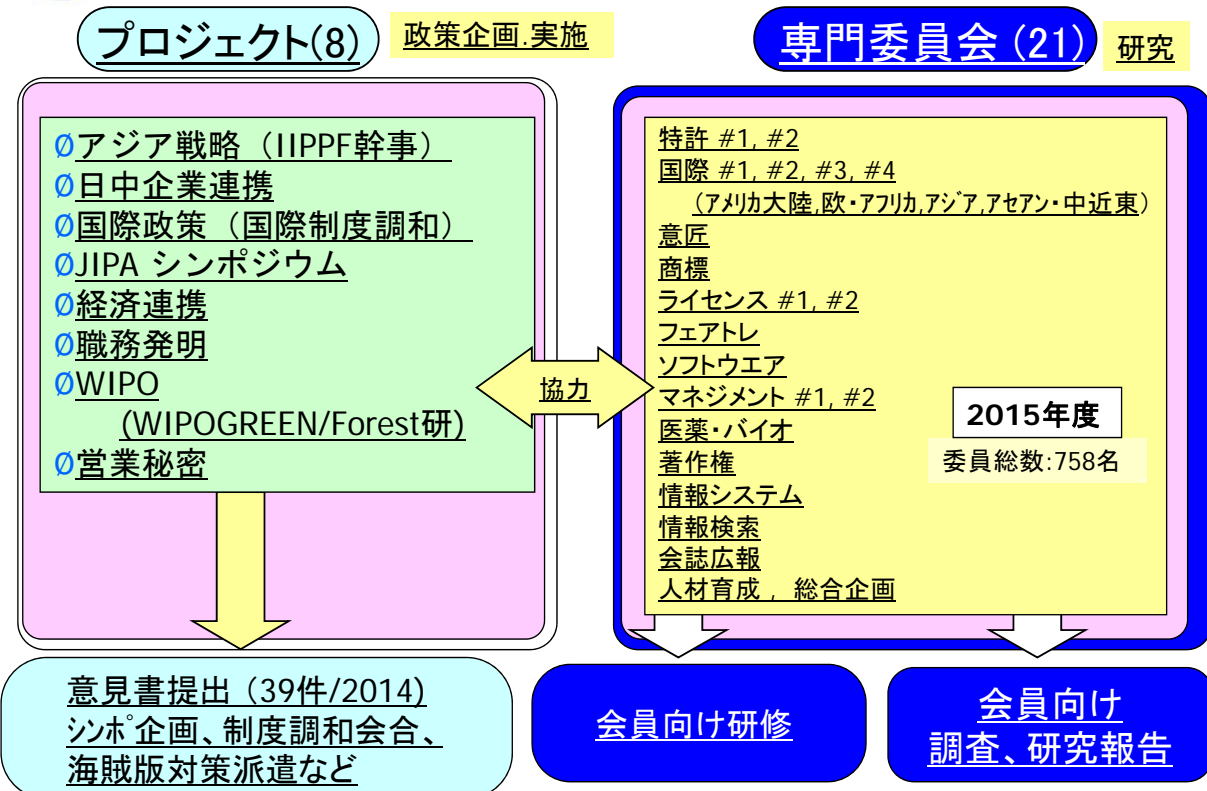 プロジェクト(8)
政策企画.実施
Øアジア戦略（IIPPF幹事）
Ø日中企業連携
Ø国際政策（国際制度調和）
ØJIPA シンポジウム
Ø経済連携
Ø職務発明
ØWIPO
(WIPOGREEN/Forest研)
Ø営業秘密
意見書提出（39件/2014)
ｼﾝﾎﾟ企画、制度調和会合、
海賊版対策派遣など
協力
専門委員会 (21)
研究
特許 #1, #2
国際 #1, #2, #3, #4
（ｱﾒﾘｶ大陸,欧・ｱﾌﾘｶ,ｱｼﾞｱ,ｱｾｱﾝ・中近東）
意匠
商標
ライセンス #1, #2
フェアトレ
ソフトウエア
マネジメント #1, #2
医薬・バイオ
著作権
情報システム
情報検索
会誌広報
人材育成 , 総合企画
2015年度
委員総数:758名
会員向け研修
会員向け
調査、研究報告